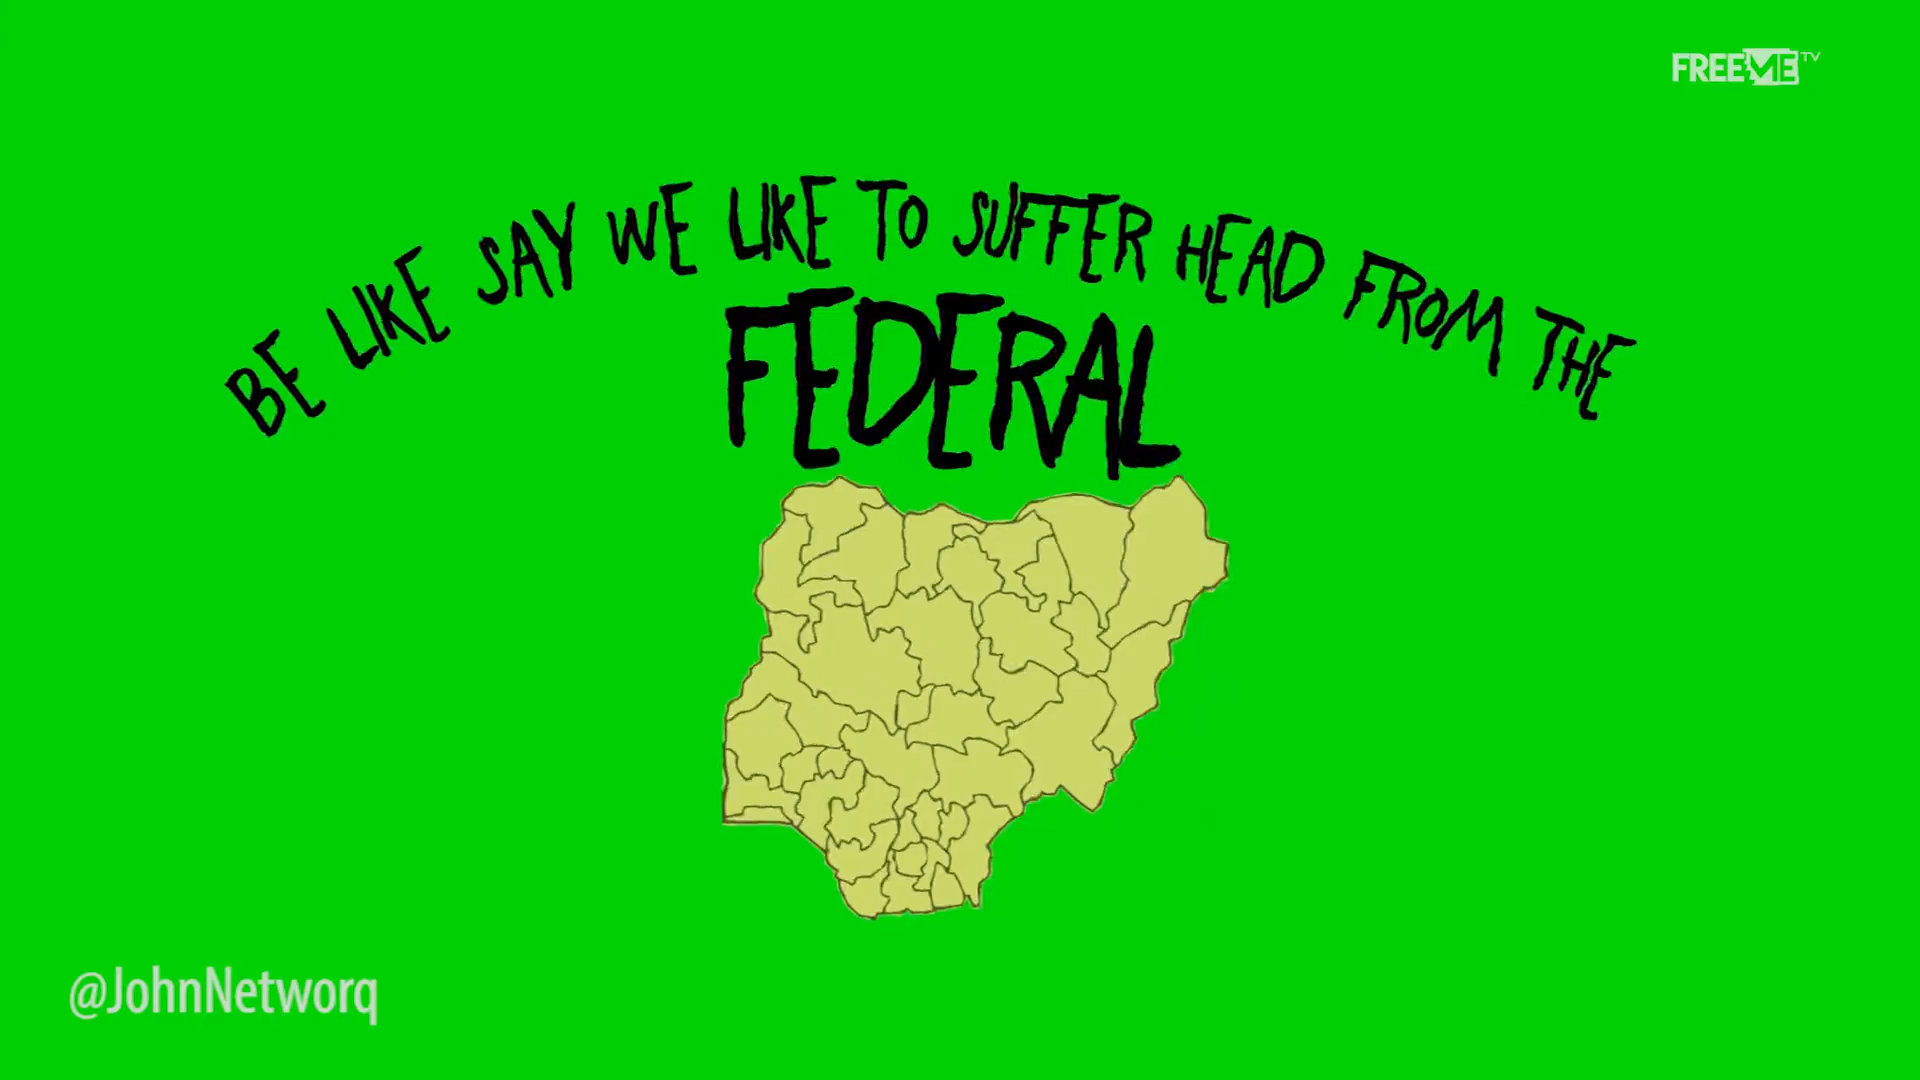 FREEME TV
BE LIKE SAY WE LIKE TO SUFFER HEAD FROM THE
FEDERAL
@JohnNetworq